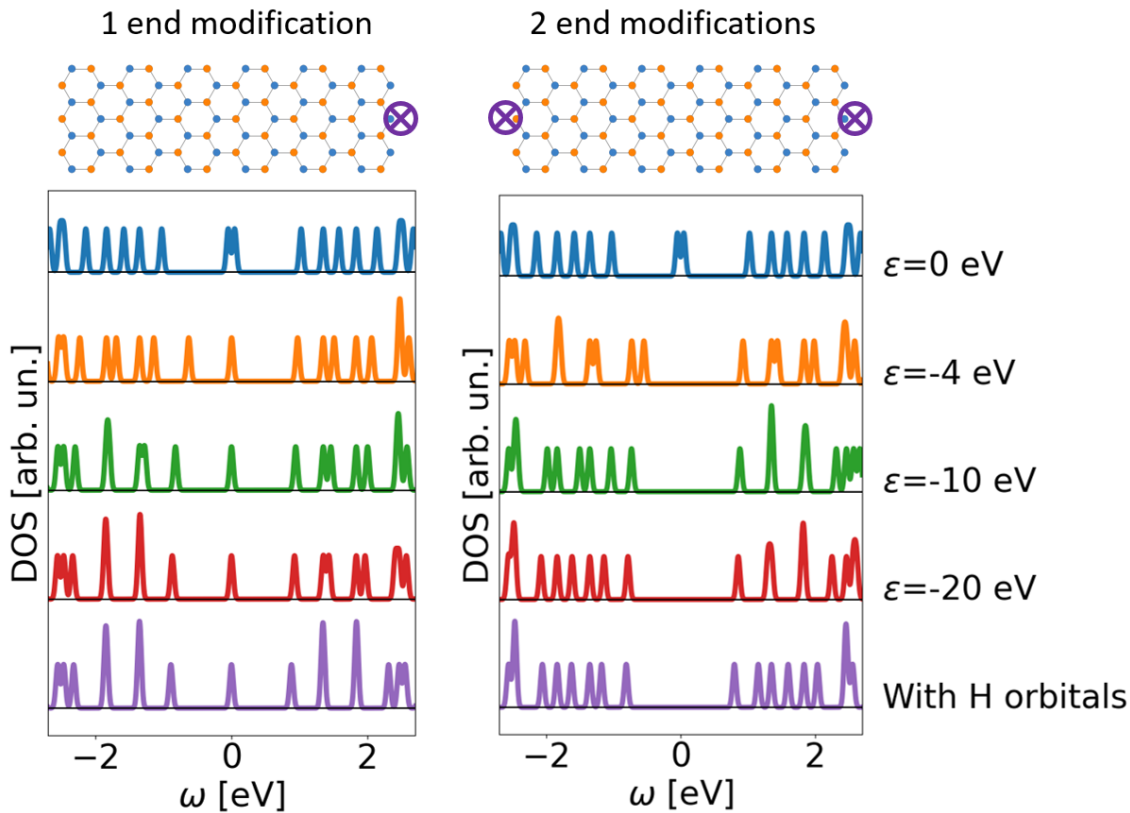 1 end modification
2 end modifications
DOS [arb. un.]
DOS [arb. un.]
ε=0 eV
ε=-4 eV
ε=-10 eV
ε=-20 eV
With H orbitals
−2 0 2
−2 0 2
ω [eV]
ω [eV]